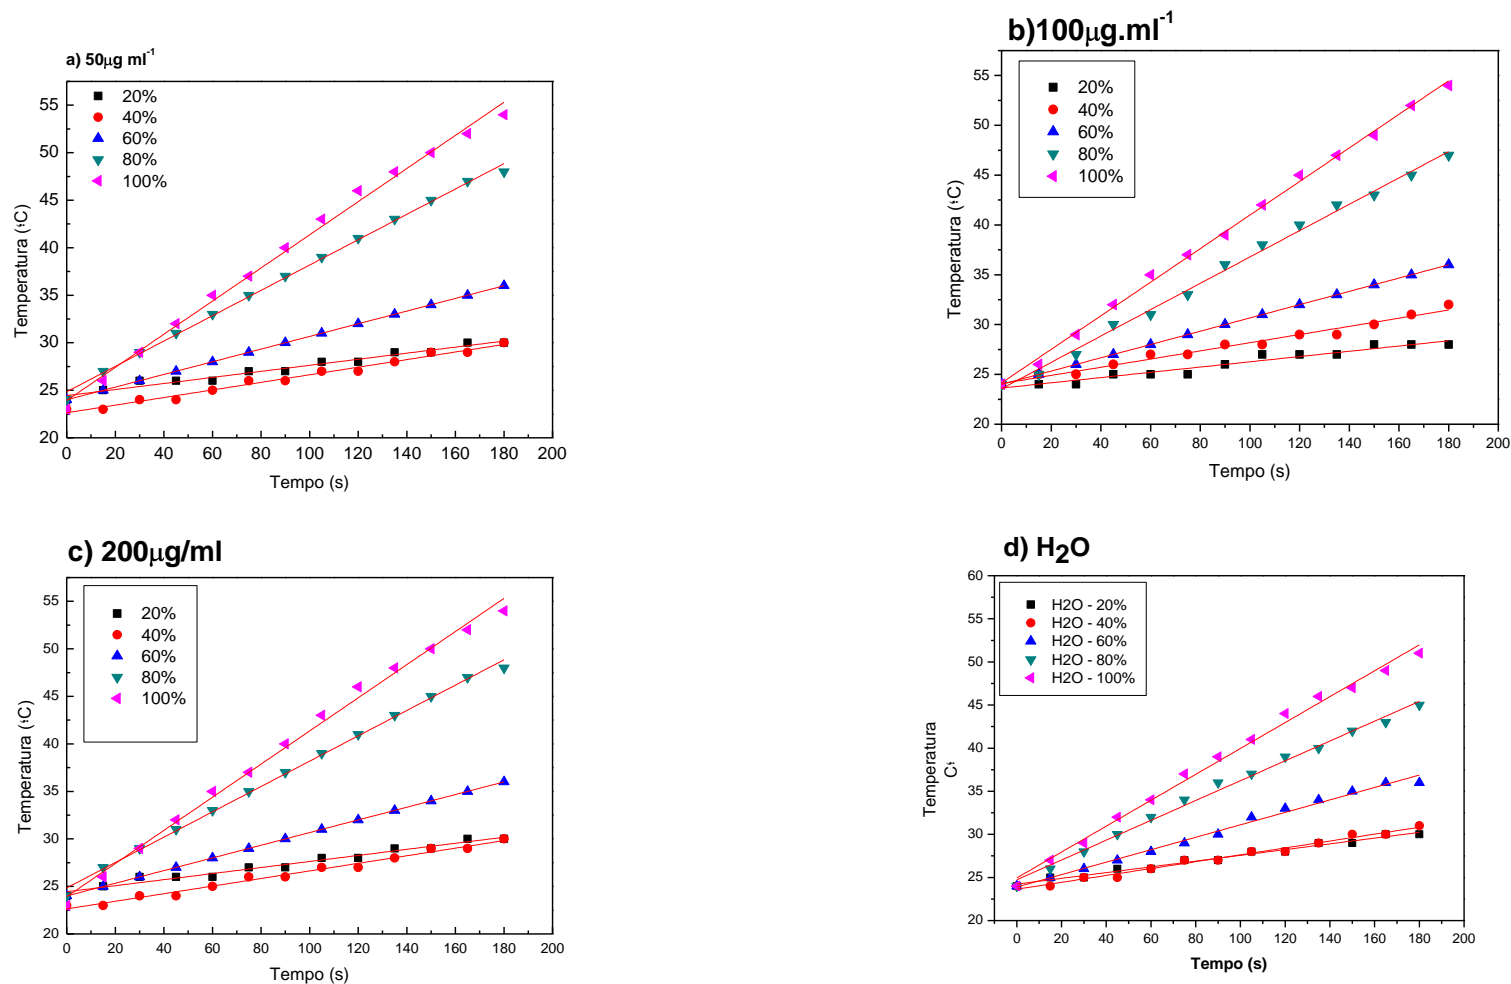 a) 50μg ml⁻¹
20%
40%
60%
80%
100%
55
50
45
40
35
30
25
20
0 20 40 60 80 100 120 140 160 180 200
Temperatura (°C)
Tempo (s)
b)100μg.ml⁻¹
20%
40%
60%
80%
100%
55
50
45
40
35
30
25
20
0 20 40 60 80 100 120 140 160 180 200
Temperatura (°C)
Tempo (s)
c) 200μg/ml
20%
40%
60%
80%
100%
55
50
45
40
35
30
25
20
0 20 40 60 80 100 120 140 160 180 200
Temperatura (°C)
Tempo (s)
d) H₂O
H2O - 20%
H2O - 40%
H2O - 60%
H2O - 80%
H2O - 100%
60
55
50
45
40
35
30
25
20
0 20 40 60 80 100 120 140 160 180 200
Temperatura
C°
Tempo (s)